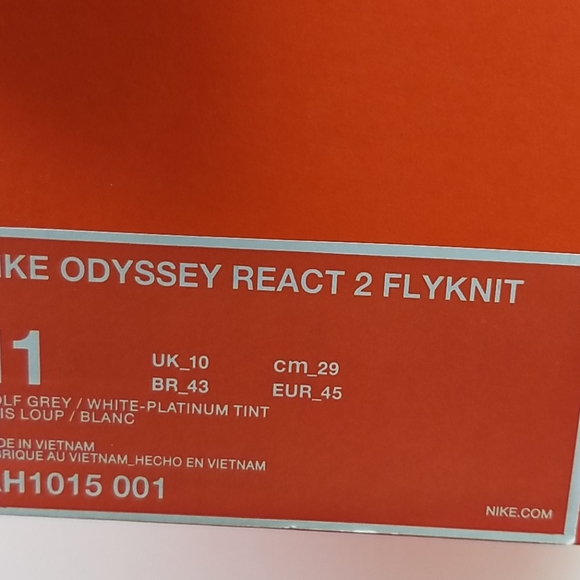 IKE ODYSSEY REACT 2 FLYKNIT
11
UK_10 cm_29
BR_43 EUR_45
OLF GREY / WHITE-PLATINUM TINT
IS LOUP / BLANC
DE IN VIETNAM
BRIQUE AU VIETNAM_HECHO EN VIETNAM
AH1015 001
NIKE.COM